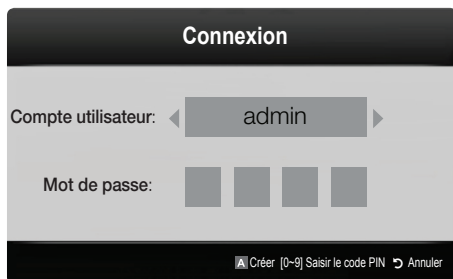 Connexion
Compte utilisateur: admin
Mot de passe:
A Créer [0~9] Saisir le code PIN Annuler